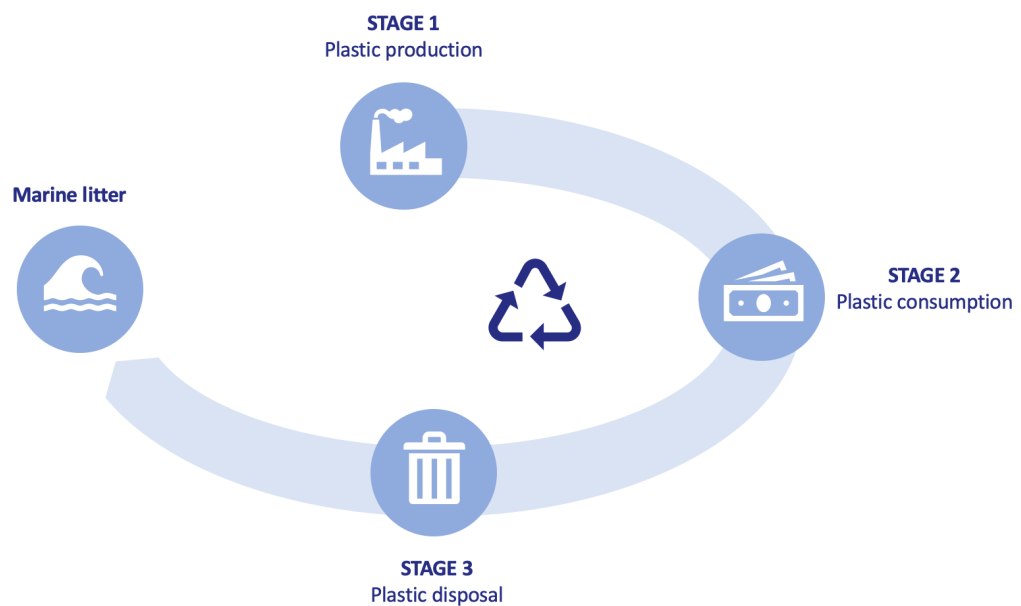 STAGE 1
Plastic production
Marine litter
STAGE 2
Plastic consumption
STAGE 3
Plastic disposal